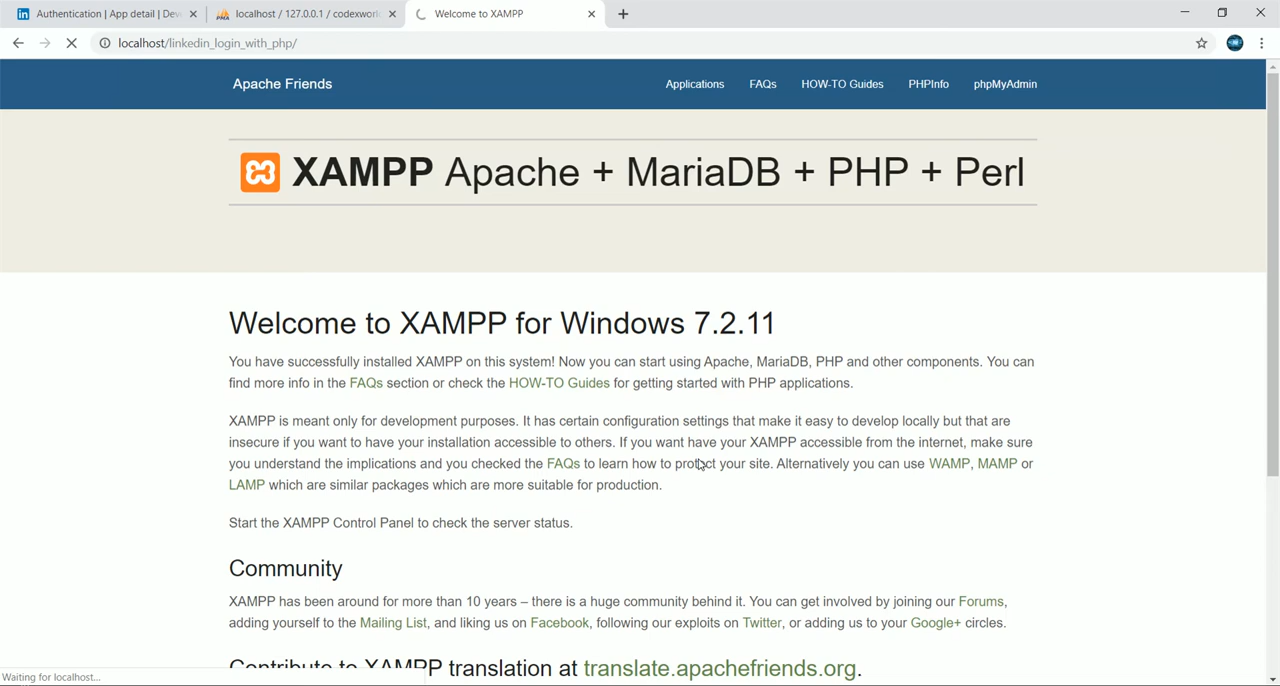 Authentication | App detail | Dev
localhost / 127.0.0.1 / codexworl
Welcome to XAMPP
localhost/linkedin_login_with_php/
Apache Friends
Applications FAQs HOW-TO Guides PHPInfo phpMyAdmin
XAMPP Apache + MariaDB + PHP + Perl
Welcome to XAMPP for Windows 7.2.11
You have successfully installed XAMPP on this system! Now you can start using Apache, MariaDB, PHP and other components. You can
find more info in the FAQs section or check the HOW-TO Guides for getting started with PHP applications.
XAMPP is meant only for development purposes. It has certain configuration settings that make it easy to develop locally but that are
insecure if you want to have your installation accessible to others. If you want have your XAMPP accessible from the internet, make sure
you understand the implications and you checked the FAQs to learn how to protect your site. Alternatively you can use WAMP, MAMP or
LAMP which are similar packages which are more suitable for production.
Start the XAMPP Control Panel to check the server status.
Community
XAMPP has been around for more than 10 years – there is a huge community behind it. You can get involved by joining our Forums,
adding yourself to the Mailing List, and liking us on Facebook, following our exploits on Twitter, or adding us to your Google+ circles.
Contribute to XAMPP translation at translate.apachefriends.org.
Waiting for localhost...